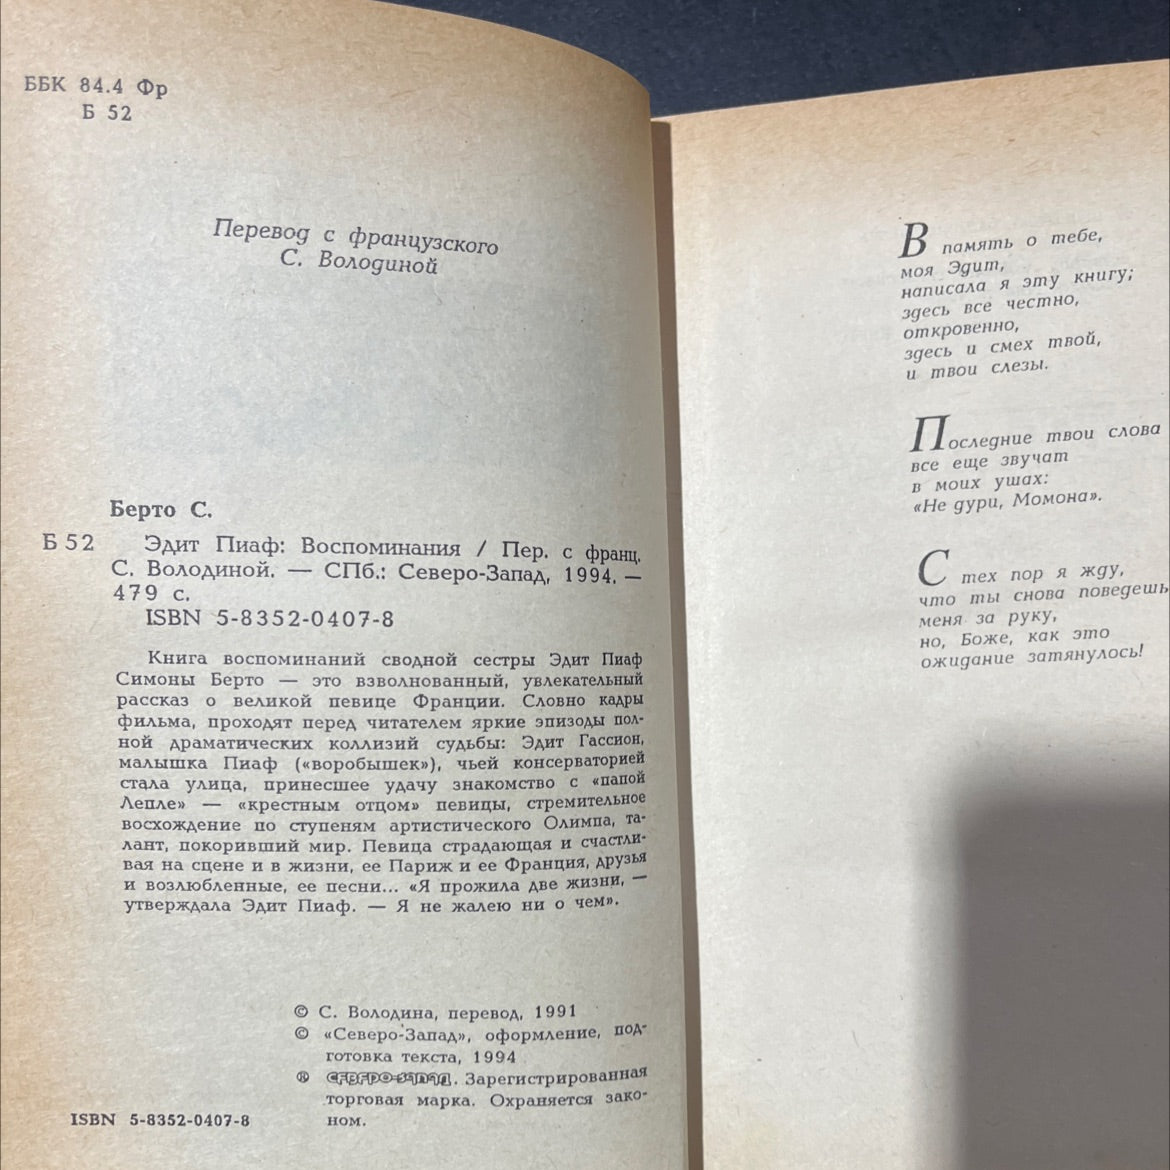 ББК 84.4 Фр
Б 52
Перевод с французского
С. Володиной
Берто С.
Б 52 Эдит Пиаф: Воспоминания / Пер. с франц.
С. Володиной. — СПб.: Северо-Запад, 1994. —
479 с.
ISBN 5-8352-0407-8
Книга воспоминаний сводной сестры Эдит Пиаф
Симоны Берто — это взволнованный, увлекательный
рассказ о великой певице Франции. Словно кадры
фильма, проходят перед читателем яркие эпизоды пол-
ной драматических коллизий судьбы: Эдит Гассион,
малышка Пиаф («воробышек»), чьей консерваторией
стала улица, принесшее удачу знакомство с «папой
Лепле» — «крестным отцом» певицы, стремительное
восхождение по ступеням артистического Олимпа, та-
лант, покоривший мир. Певица страдающая и счастли-
вая на сцене и в жизни, ее Париж и ее Франция, друзья
и возлюбленные, ее песни... «Я прожила две жизни, —
утверждала Эдит Пиаф. — Я не жалею ни о чем».
© С. Володина, перевод, 1991
© «Северо-Запад», оформление, под-
готовка текста, 1994
® СЕВЕРО-ЗАПАД. Зарегистрированная
торговая марка. Охраняется зако-
ном.
ISBN 5-8352-0407-8
В память о тебе,
моя Эдит,
написала я эту книгу;
здесь все честно,
откровенно,
здесь и смех твой,
и твои слезы.
Последние твои слова
все еще звучат
в моих ушах:
«Не дури, Момона».
С тех пор я жду,
что ты снова поведешь
меня за руку,
но, Боже, как это
ожидание затянулось!